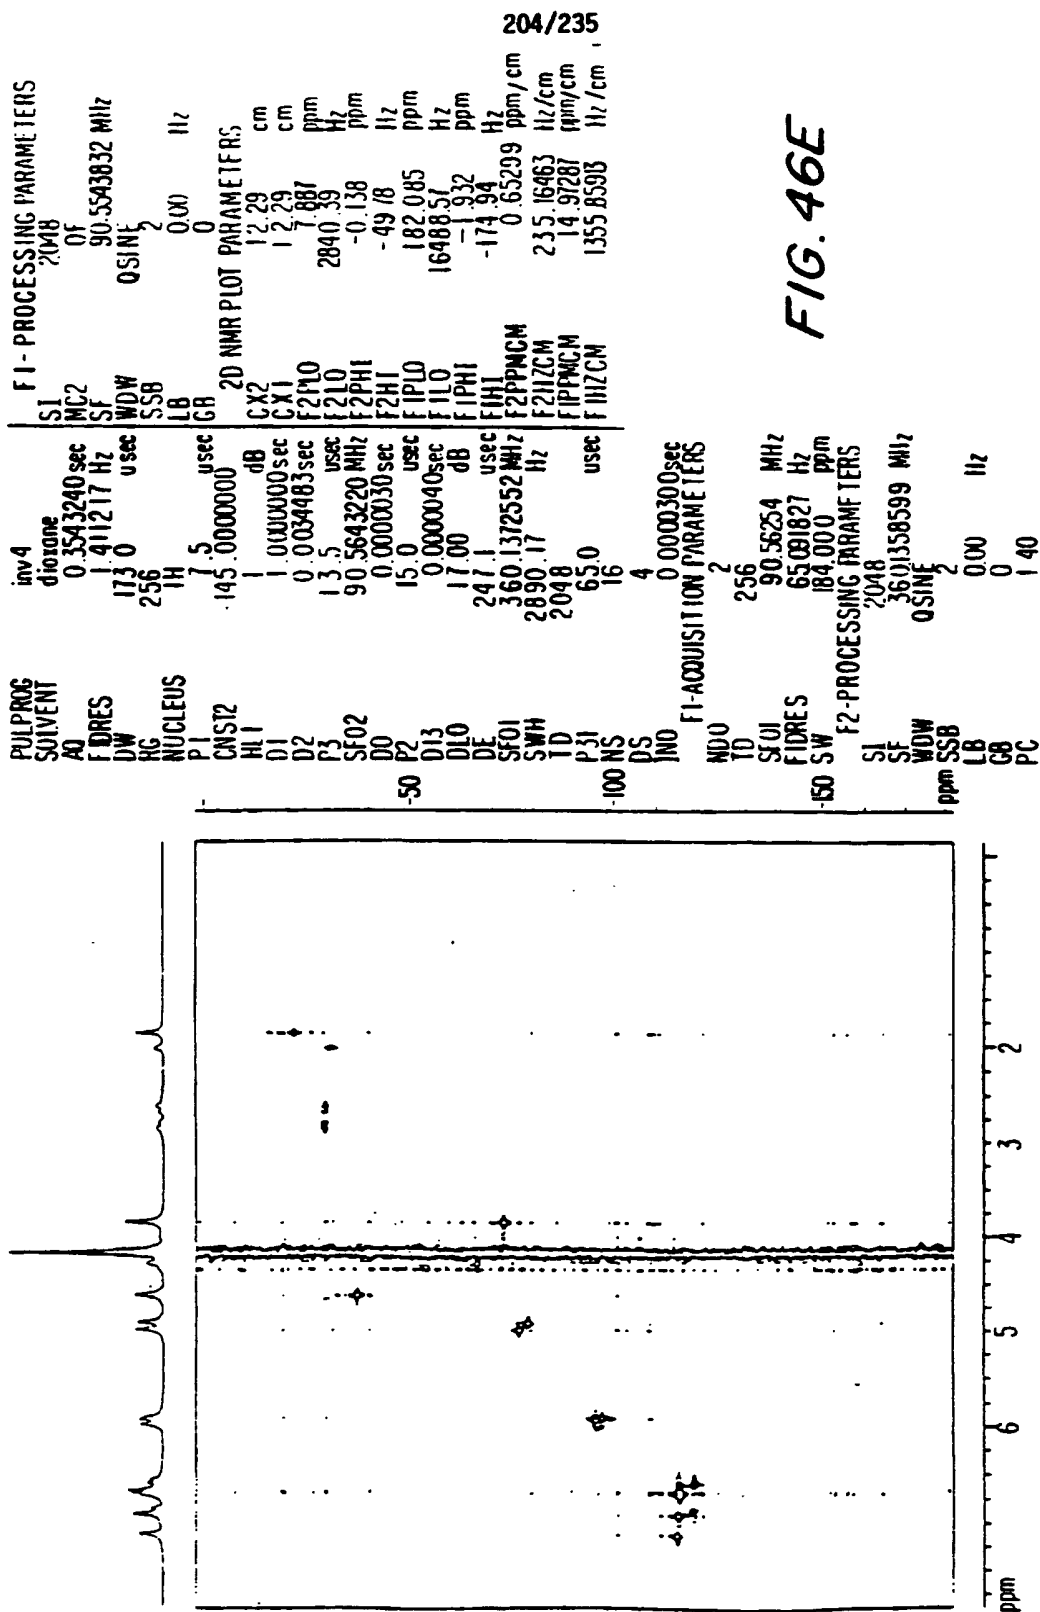 204/235
PULPROG inv4
SOLVENT dioxane
AQ 0.3543240 sec
FIDRES 1.411217 Hz
DW 173.0 usec
RG 256
NUCLEUS 1H
P1 7.5 usec
CNST2 -145.0000000
HL1 1 dB
D1 1.0000000 sec
D2 0.0034483 sec
P3 13.5 usec
SFO2 90.5643220 MHz
D0 0.0000030 sec
P2 15.0 usec
D13 0.0000040 sec
DL0 17.00 dB
DE 247.1 usec
SFO1 360.1372552 MHz
SWH 2890.17 Hz
TD 2048
P31 65.0 usec
NS 16
DS 4
IN0 0.0000300 sec
F1-ACQUISITION PARAMETERS
ND0 2
TD 256
SFO1 90.56254 MHz
FIDRES 65.091827 Hz
SW 184.000 ppm
F2-PROCESSING PARAMETERS
SI 2048
SF 360.1358599 MHz
WDW QSINE
SSB 2
LB 0.00 Hz
GB 0
PC 1.40
F1-PROCESSING PARAMETERS
SI 2048
MC2 QF
SF 90.5543832 MHz
WDW QSINE
SSB 2
LB 0.00 Hz
GB 0
2D NMR PLOT PARAMETERS
CX2 12.29 cm
CX1 12.29 cm
F2PLO 7.887 ppm
F2LO 2840.39 Hz
F2PHI -0.138 ppm
F2HI -49.78 Hz
F1PLO 182.085 ppm
F1LO 16488.57 Hz
F1PHI -1.932 ppm
F1HI -174.94 Hz
F2PPMCM 0.65299 ppm/cm
F2HZCM 235.16463 Hz/cm
F1PPMCM 14.97287 ppm/cm
F1HZCM 1355.85913 Hz/cm
50
100
150
ppm
2
3
4
5
6
ppm
FIG. 46E